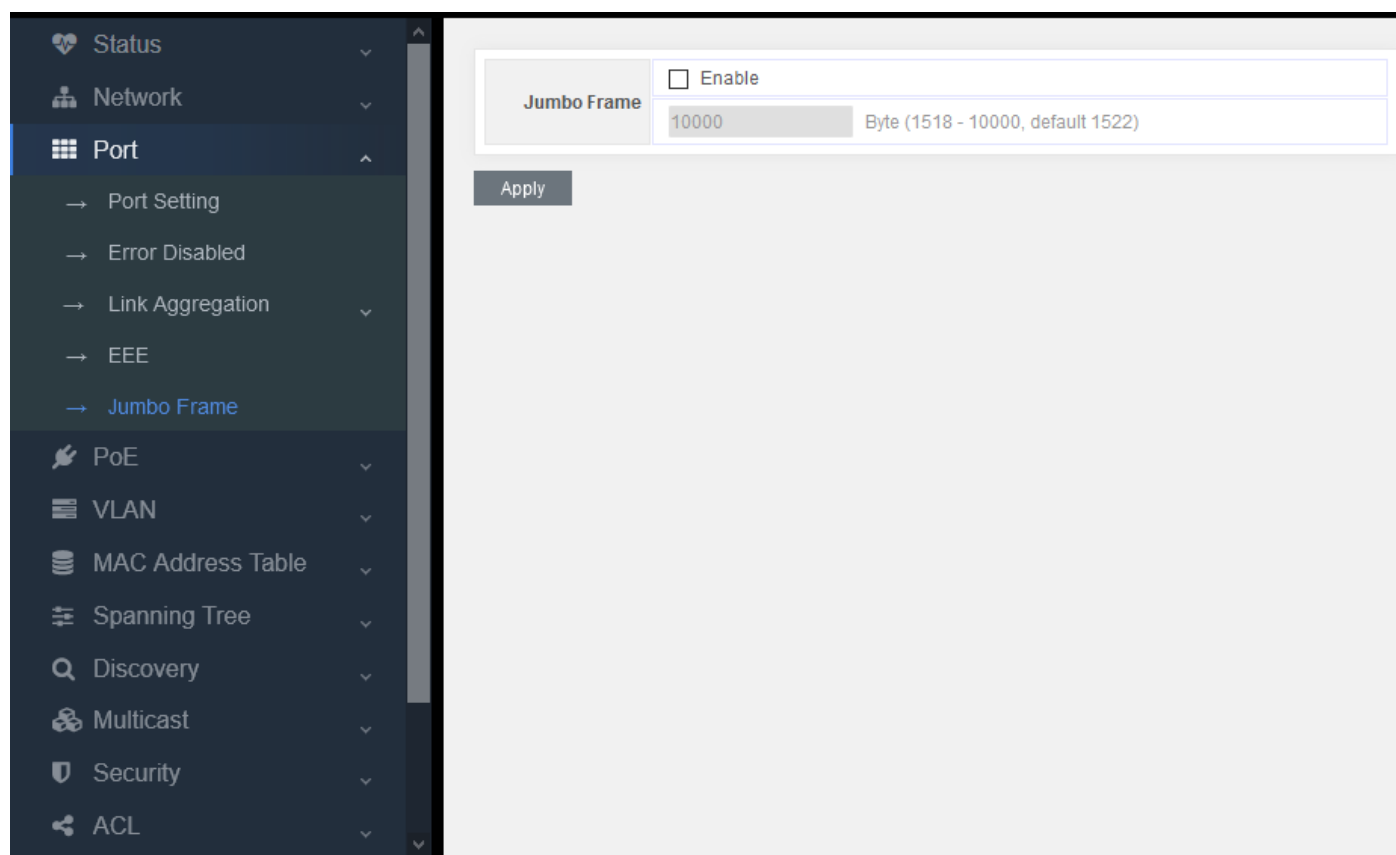 Status
Network
Port
→ Port Setting
→ Error Disabled
→ Link Aggregation
→ EEE
→ Jumbo Frame
PoE
VLAN
MAC Address Table
Spanning Tree
Discovery
Multicast
Security
ACL
Jumbo Frame
Enable
10000 Byte (1518 - 10000, default 1522)
Apply